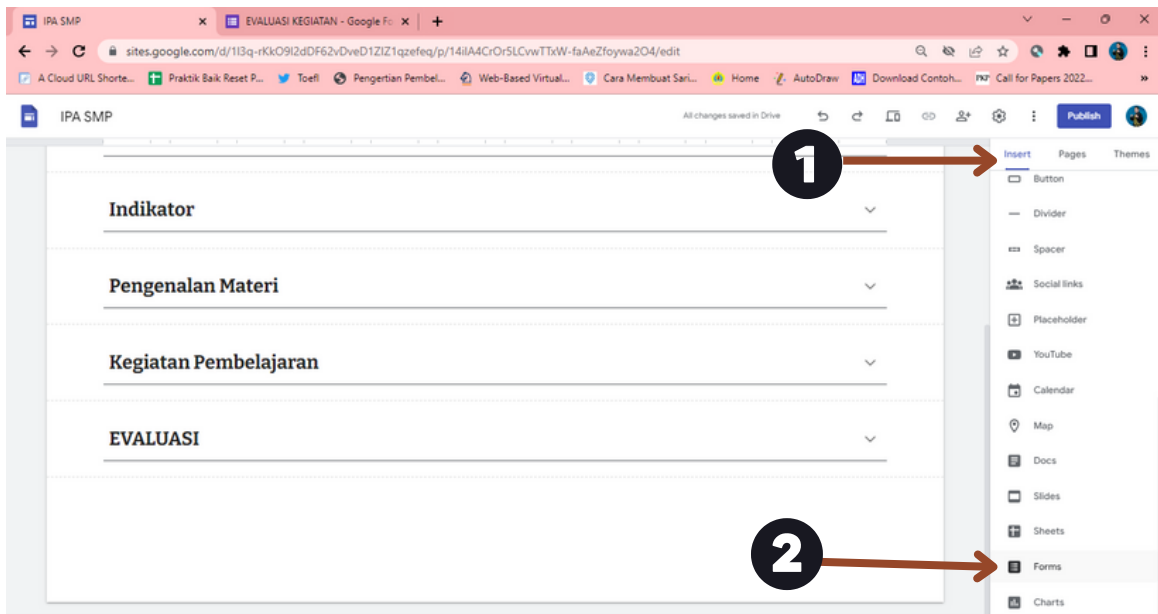 IPA SMP
EVALUASI KEGIATAN - Google Fo
sites.google.com/d/1I3q-rKkO9I2dDF62vDveD1ZIZ1qzefeq/p/14ilA4CrOr5LCvwTTxW-faAeZfoywa2O4/edit
A Cloud URL Shorte... Praktik Baik Reset P... Toefl Pengertian Pembel... Web-Based Virtual... Cara Membuat Sari... Home AutoDraw Download Contoh... Call for Papers 2022... »
IPA SMP All changes saved in Drive Publish
1
Insert Pages Themes
Button
Indikator
Divider
Spacer
Pengenalan Materi
Social links
Placeholder
Kegiatan Pembelajaran
YouTube
Calendar
EVALUASI
Map
Docs
Slides
Sheets
2
Forms
Charts